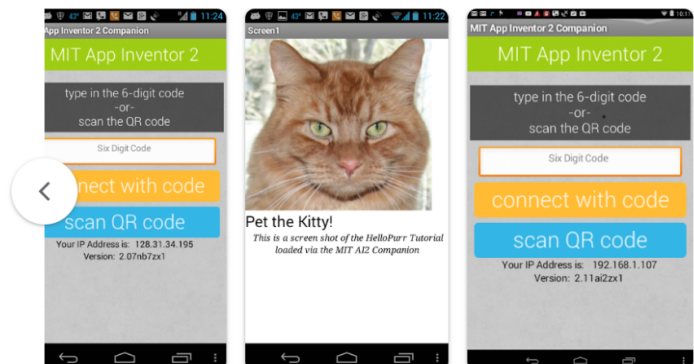 11:24
App Inventor 2 Companion
MIT App Inventor 2
type in the 6-digit code
-or-
scan the QR code
Six Digit Code
nnect with code
scan QR code
Your IP Address is: 128.31.34.195
Version: 2.07nb7zx1
11:22
Screen1
Pet the Kitty!
This is a screen shot of the HelloPurr Tutorial
loaded via the MIT AI2 Companion
MIT App Inventor 2 Companion
MIT App Inventor 2
type in the 6-digit code
-or-
scan the QR code
Six Digit Code
connect with code
scan QR code
Your IP Address is: 192.168.1.107
Version: 2.11ai2zx1